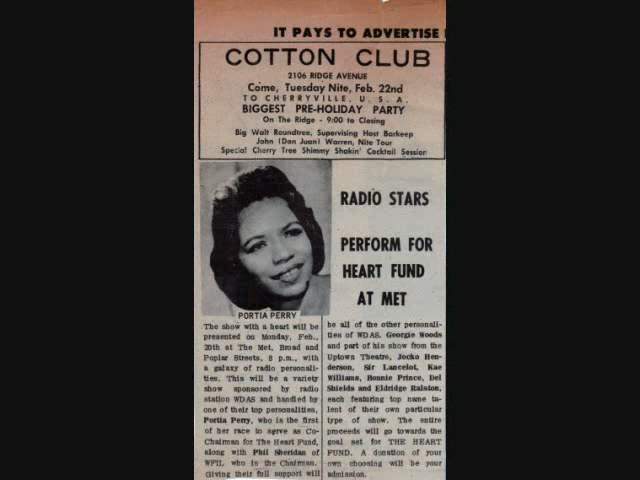 IT PAYS TO ADVERTISE
COTTON CLUB
2106 RIDGE AVENUE
Come, Tuesday Nite, Feb. 22nd
TO CHERRYVILLE, U. S. A.
BIGGEST PRE-HOLIDAY PARTY
On The Ridge - 9:00 to Closing
Big Walt Roundtree, Supervising Host Barkeep
John (Don Juan) Warren, Nite Tour
Special Cherry Tree Shimmy Shakin' Cocktail Session
RADIO STARS
PERFORM FOR
HEART FUND
AT MET
PORTIA PERRY
The show with a heart will be
presented on Monday, Feb.,
20th at The Met, Broad and
Poplar Streets, 8 p.m., with
a galaxy of radio personali-
ties. This will be a variety
show sponsored by radio
station WDAS and handled by
one of their top personalities,
Portia Perry, who is the first
of her race to serve as Co-
Chairman for The Heart Fund,
along with Phil Sheridan of
WFIL, who is the Chairman.
Giving their full support will
be all of the other personali-
ties of WDAS. Georgie Woods
and part of his show from the
Uptown Theatre, Jocko Hen-
derson, Sir Lancelot, Kae
Williams, Bonnie Prince, Del
Shields and Eldridge Ralston,
each featuring top name ta-
lent of their own particular
type of show. The entire
proceeds will go towards the
goal set for THE HEART
FUND. A donation of your
own choosing will be your
admission.